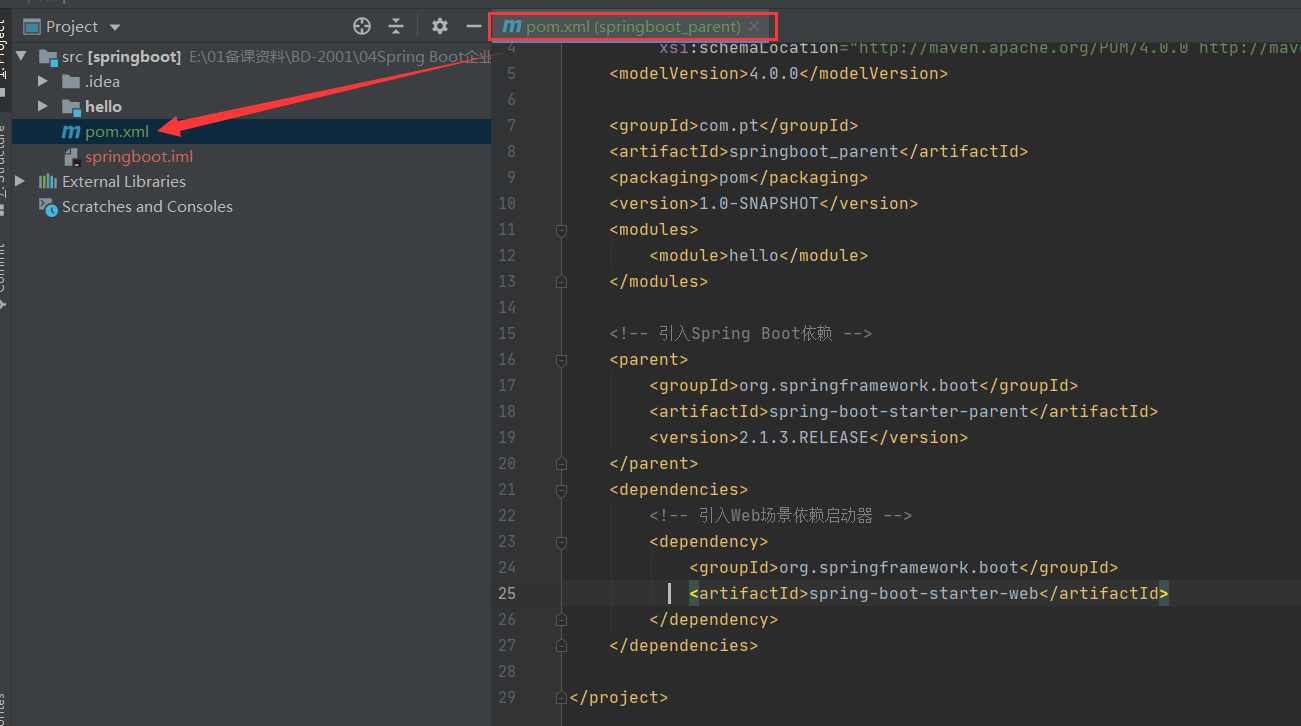 Project
pom.xml (springboot_parent)
src [springboot] E:\01备课资料\BD-2001\04Spring Boot企业
.idea
hello
pom.xml
springboot.iml
External Libraries
Scratches and Consoles
4 xsi:schemaLocation="http://maven.apache.org/POM/4.0.0 http://mave
5 <modelVersion>4.0.0</modelVersion>
6
7 <groupId>com.pt</groupId>
8 <artifactId>springboot_parent</artifactId>
9 <packaging>pom</packaging>
10 <version>1.0-SNAPSHOT</version>
11 <modules>
12 <module>hello</module>
13 </modules>
14
15 <!-- 引入Spring Boot依赖 -->
16 <parent>
17 <groupId>org.springframework.boot</groupId>
18 <artifactId>spring-boot-starter-parent</artifactId>
19 <version>2.1.3.RELEASE</version>
20 </parent>
21 <dependencies>
22 <!-- 引入Web场景依赖启动器 -->
23 <dependency>
24 <groupId>org.springframework.boot</groupId>
25 <artifactId>spring-boot-starter-web</artifactId>
26 </dependency>
27 </dependencies>
28
29 </project>